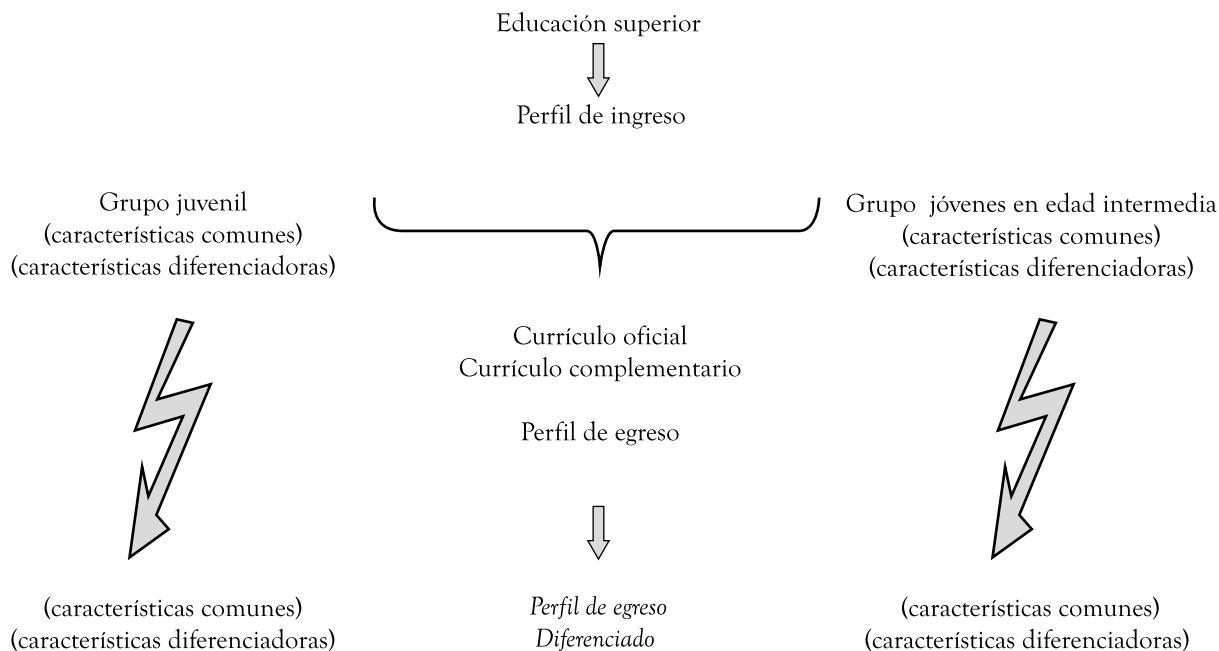 Educación superior
Perfil de ingreso
Grupo juvenil
(características comunes)
(características diferenciadoras)
Grupo jóvenes en edad intermedia
(características comunes)
(características diferenciadoras)
Currículo oficial
Currículo complementario
Perfil de egreso
(características comunes)
(características diferenciadoras)
Perfil de egreso
Diferenciado
(características comunes)
(características diferenciadoras)